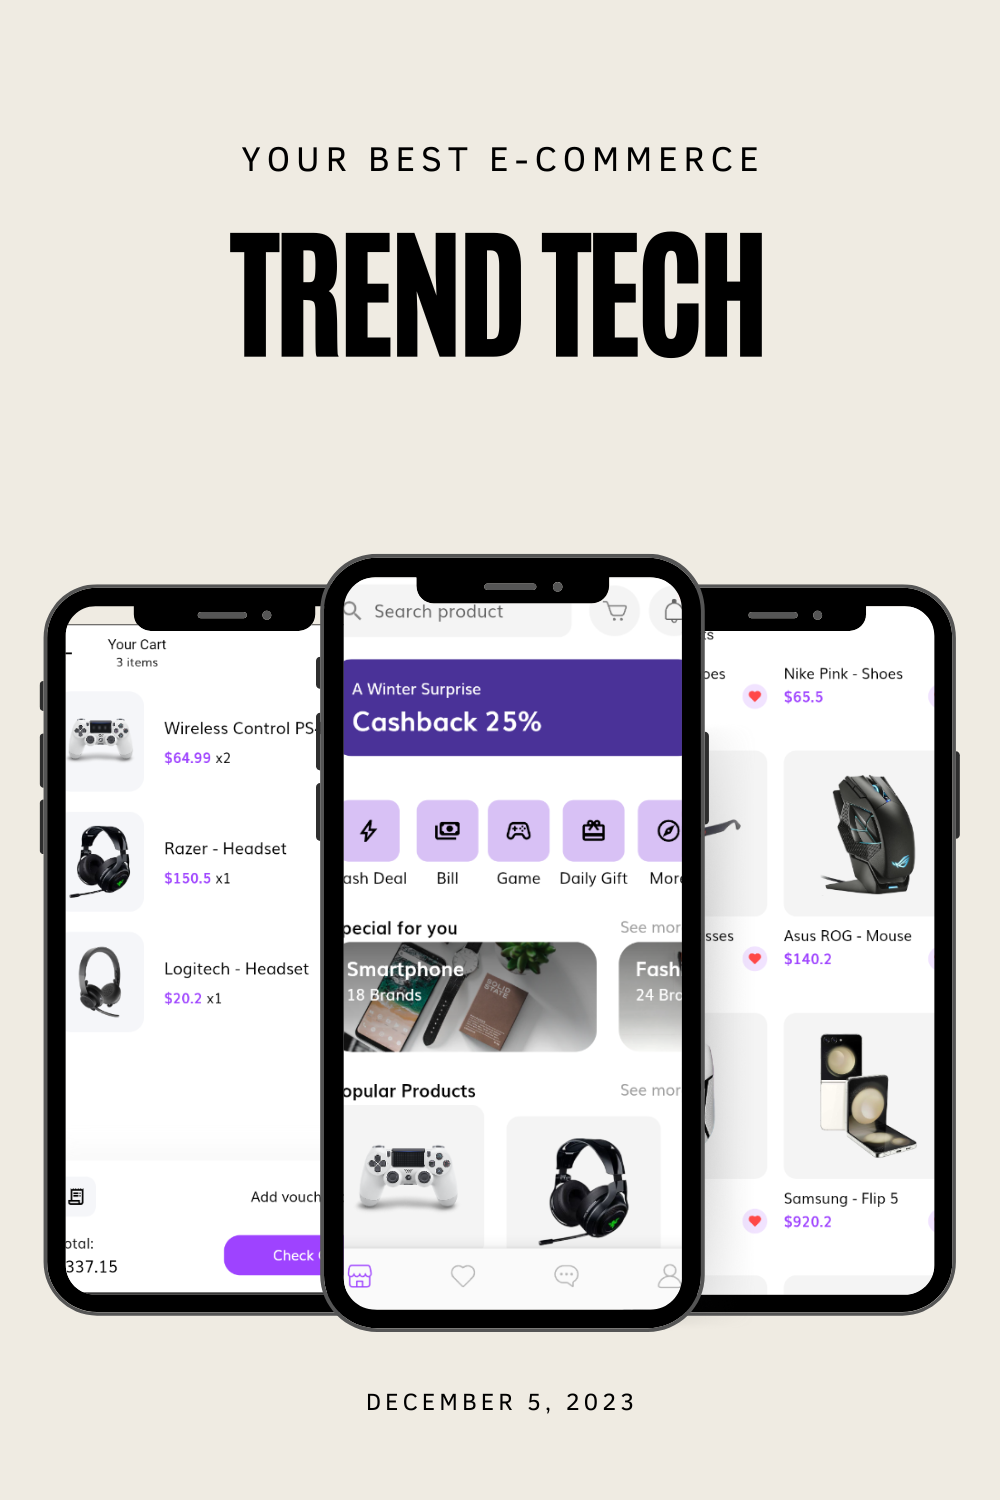 YOUR BEST E-COMMERCE
TREND TECH
Your Cart
3 items
Wireless Control PS
$64.99 x2
Razer - Headset
$150.5 x1
Logitech - Headset
$20.2 x1
Add vouch
otal:
337.15
Check
Search product
A Winter Surprise
Cashback 25%
ash Deal
Bill
Game
Daily Gift
More
pecial for you
See mor
Smartphone
18 Brands
SOLID
STATE
Fash
24 Bra
opular Products
See mor
ts
oes
Nike Pink - Shoes
$65.5
sses
Asus ROG - Mouse
$140.2
Samsung - Flip 5
$920.2
DECEMBER 5, 2023